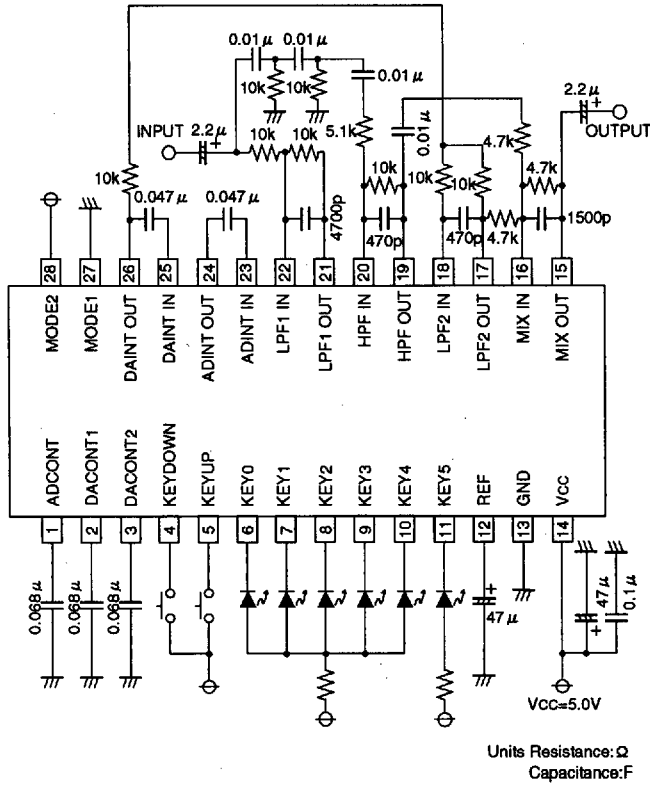 0.01μ 0.01μ
0.01μ
2.2μ
10k 10k
INPUT 2.2μ
10k 10k
5.1k
0.01μ
4.7k
OUTPUT
10k
0.047μ 0.047μ
4700p
10k
470p
10k
10k
470p
4.7k
4.7k
1500p
28 27 26 25 24 23 22 21 20 19 18 17 16 15
MODE2
MODE1
DAINT OUT
DAINT IN
ADINT OUT
ADINT IN
LPF1 IN
LPF1 OUT
HPF IN
HPF OUT
LPF2 IN
LPF2 OUT
MIX IN
MIX OUT
ADCONT
DACONT1
DACONT2
KEYDOWN
KEYUP
KEY0
KEY1
KEY2
KEY3
KEY4
KEY5
REF
GND
VCC
1 2 3 4 5 6 7 8 9 10 11 12 13 14
0.068μ
0.068μ
0.068μ
47μ
47μ
0.1μ
VCC=5.0V
Units Resistance:Ω
Capacitance:F